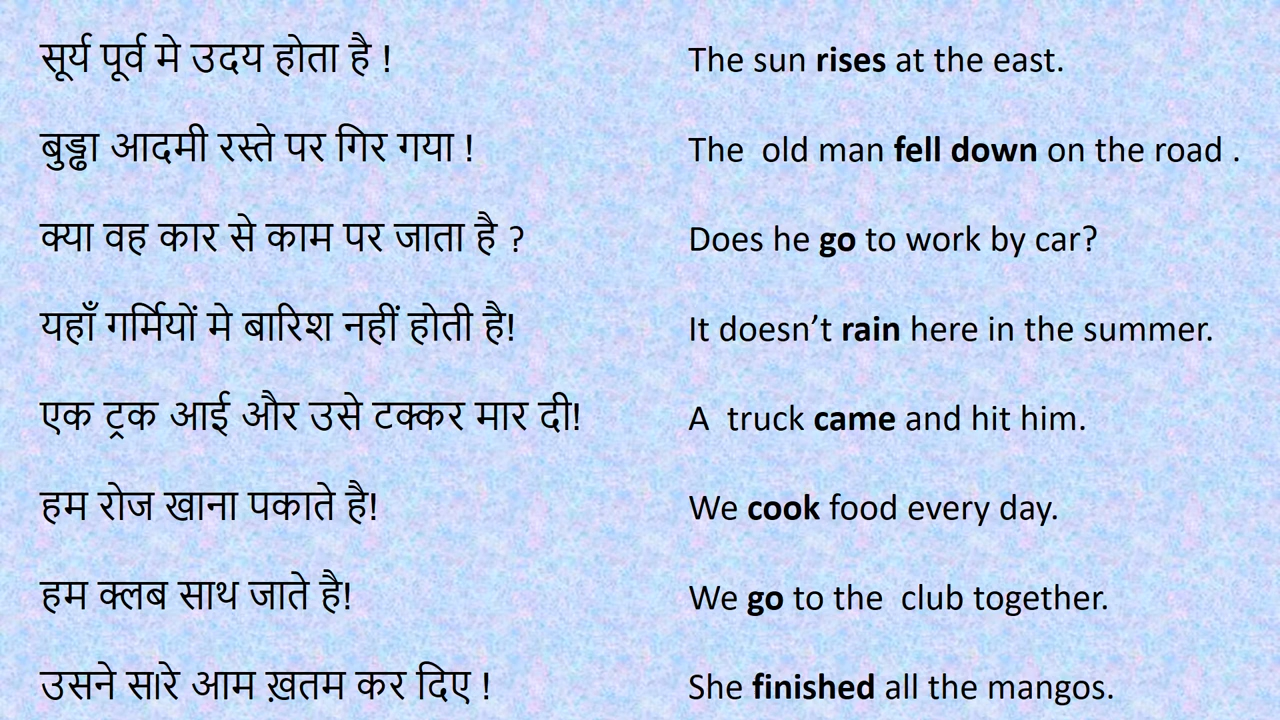 सूर्य पूर्व मे उदय होता है !
The sun rises at the east.
बुड्ढा आदमी रस्ते पर गिर गया !
The  old man fell down on the road .
क्या वह कार से काम पर जाता है ?
Does he go to work by car?
यहाँ गर्मियों मे बारिश नहीं होती है!
It doesn’t rain here in the summer.
एक ट्रक आई और उसे टक्कर मार दी!
A  truck came and hit him.
हम रोज खाना पकाते है!
We cook food every day.
हम क्लब साथ जाते है!
We go to the  club together.
उसने सारे आम ख़तम कर दिए !
She finished all the mangos.